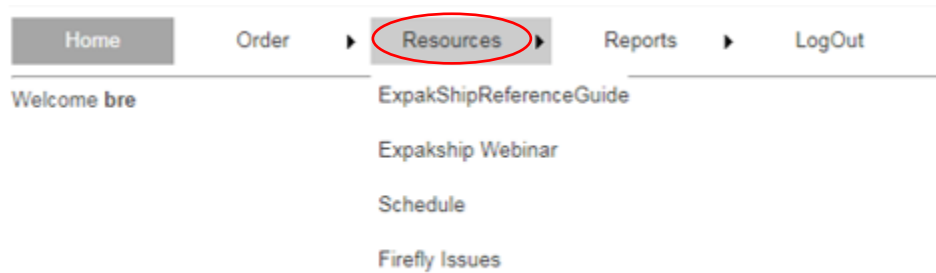 Home Order Resources Reports LogOut
Welcome bre
ExpakShipReferenceGuide
Expakship Webinar
Schedule
Firefly Issues